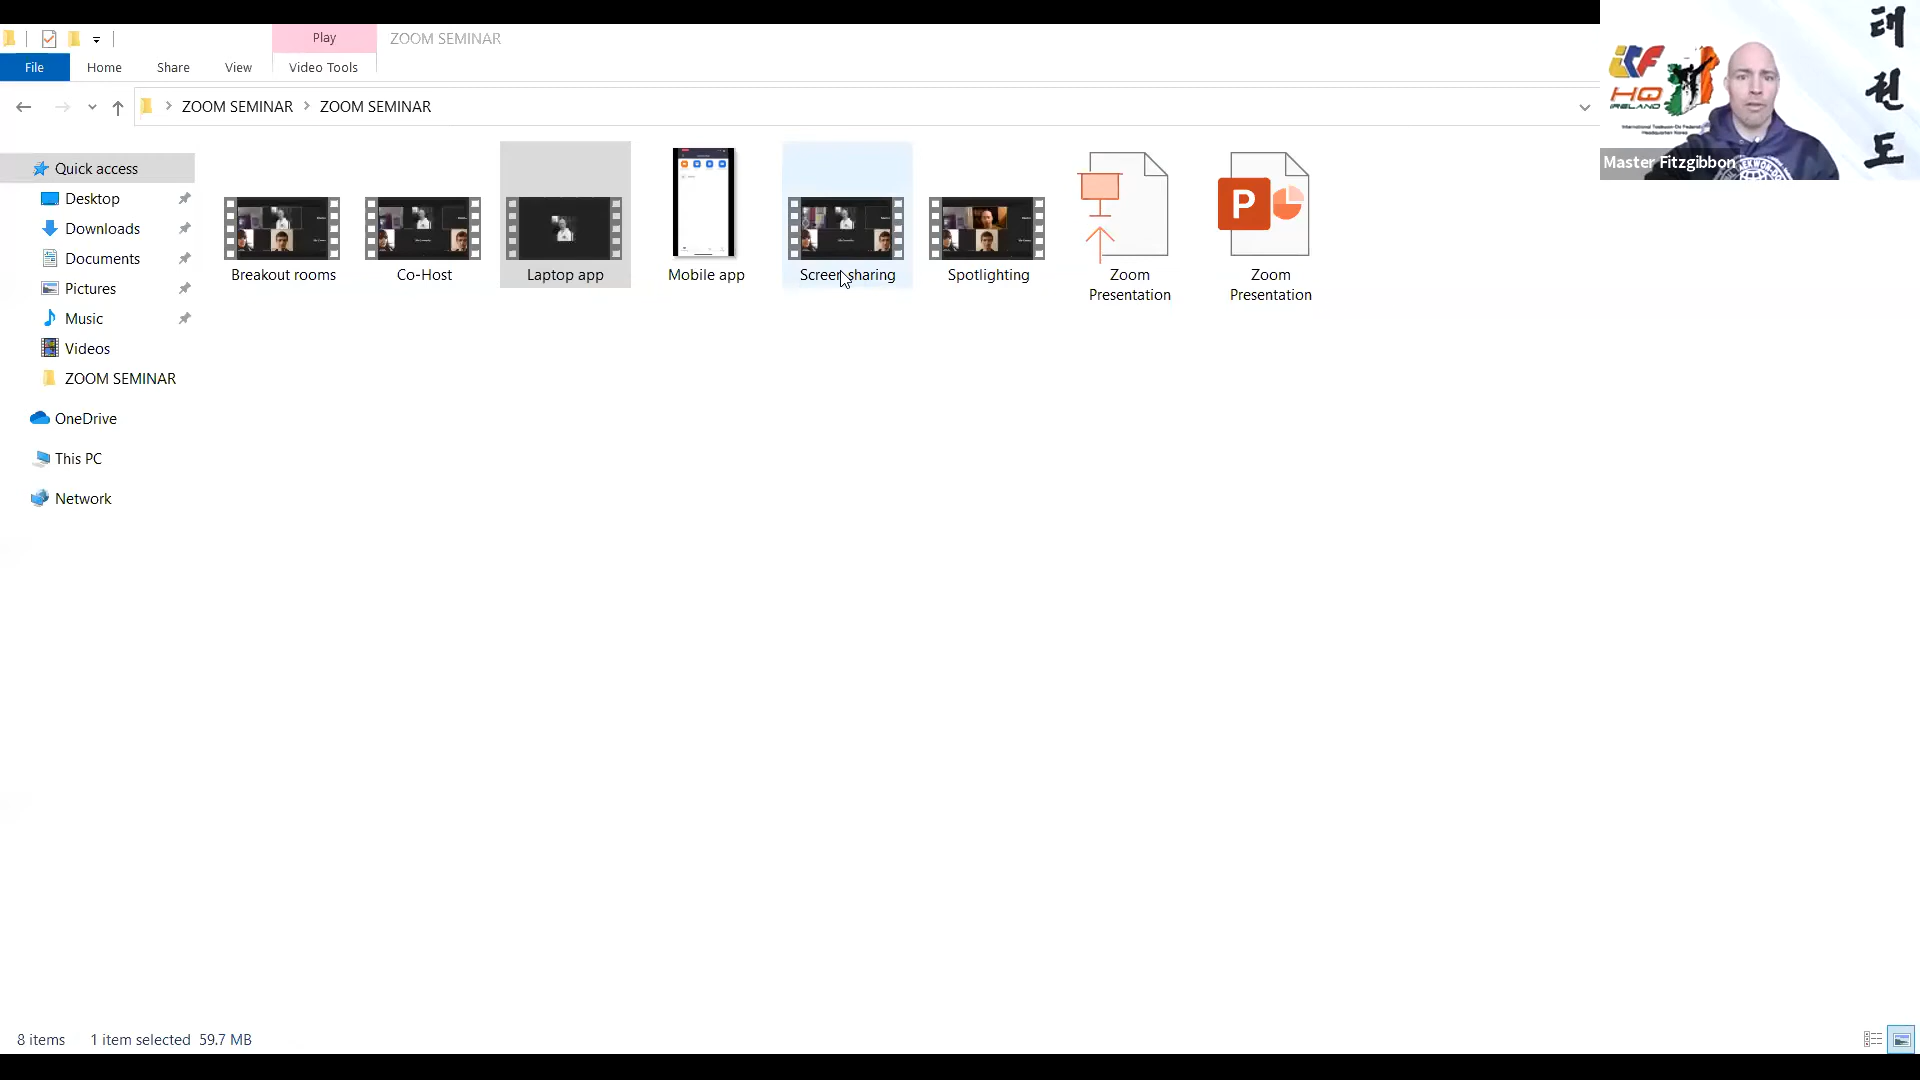 Play
ZOOM SEMINAR
File
Home
Share
View
Video Tools
ZOOM SEMINAR
ZOOM SEMINAR
Quick access
Desktop
Downloads
Documents
Pictures
Music
Videos
ZOOM SEMINAR
OneDrive
This PC
Network
Breakout rooms
Co-Host
Laptop app
Mobile app
Screen sharing
Spotlighting
Zoom
Presentation
P
Zoom
Presentation
ITF
HQ
IRELAND
Master Fitzgibbon
태권도
8 items
1 item selected 59.7 MB